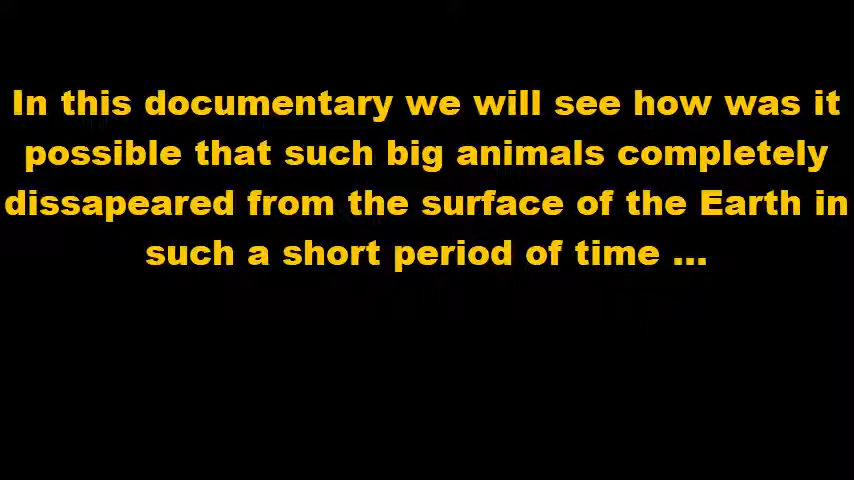 In this documentary we will see how was it
possible that such big animals completely
dissapeared from the surface of the Earth in
such a short period of time ...